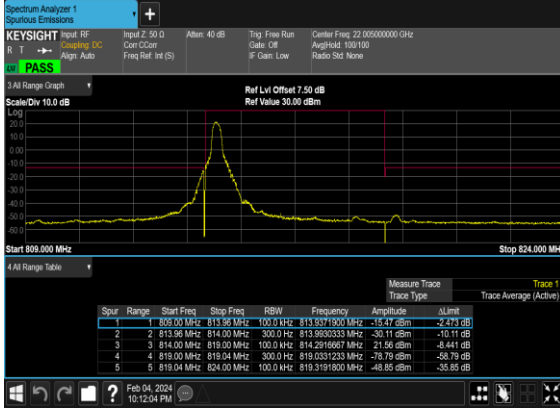 Spectrum Analyzer 1
Spurious Emissions
+
KEYSIGHT Input: RF Input Z: 50 Ω Atten: 40 dB Trig: Free Run Center Freq: 22.005000000 GHz
R T Coupling: DC Corr CCorr Gate: Off Avg|Hold: 100/100
Align: Auto Freq Ref: Int (S) IF Gain: Low Radio Std: None
LXI PASS
3 All Range Graph
Ref Lvl Offset 7.50 dB
Scale/Div 10.0 dB Ref Value 30.00 dBm
Log
20.0
10.0
0.00
-10.0
-20.0
-30.0
-40.0
-50.0
-60.0
Start 809.000 MHz Stop 824.000 MH
4 All Range Table
Measure Trace Trace 1
Trace Type Trace Average (Active)
Spur Range Start Freq Stop Freq RBW Frequency Amplitude ΔLimit
1 1 809.00 MHz 813.96 MHz 100.0 kHz 813.9371900 MHz -15.47 dBm -2.473 dB
2 2 813.96 MHz 814.00 MHz 300.0 Hz 813.9930333 MHz -30.11 dBm -10.11 dB
3 3 814.00 MHz 819.00 MHz 100.0 kHz 814.2916667 MHz 21.56 dBm -8.441 dB
4 4 819.00 MHz 819.04 MHz 300.0 Hz 819.0331233 MHz -78.79 dBm -58.79 dB
5 5 819.04 MHz 824.00 MHz 100.0 kHz 819.3191800 MHz -48.85 dBm -35.85 dB
? Feb 04, 2024
10:12:04 PM